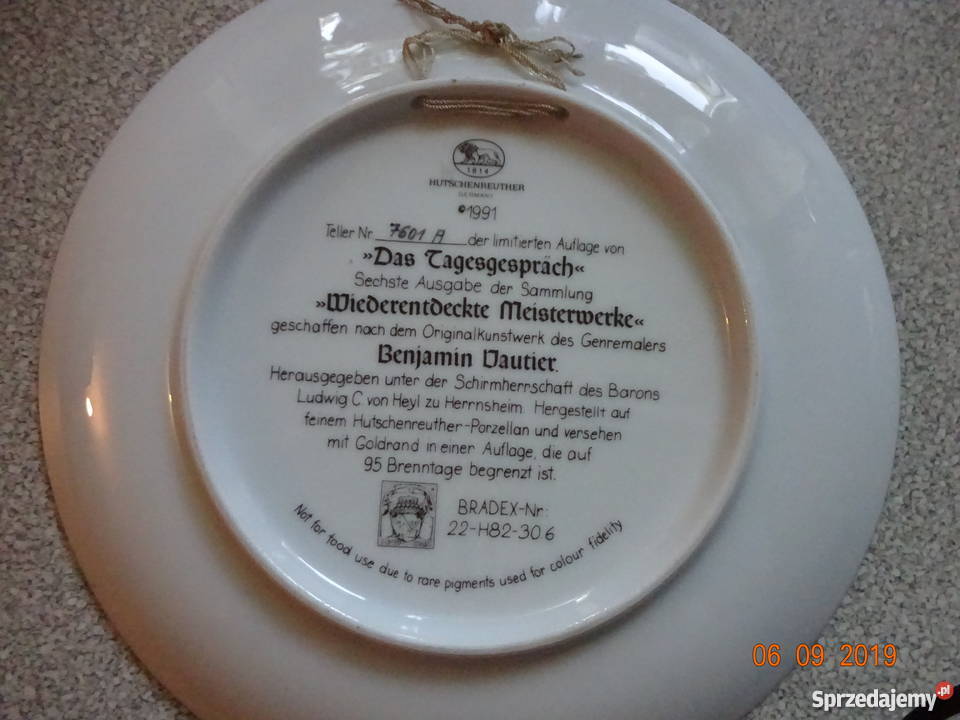 1814
HUTSCHENREUTHER
GERMANY
©1991
Teller Nr. 7601 A der limitierten Auflage von
»Das Tagesgespräch«
Sechste Ausgabe der Sammlung
»Wiederentdeckte Meisterwerke«
geschaffen nach dem Originalkunstwerk des Genremalers
Benjamin Vautier.
Herausgegeben unter der Schirmherrschaft des Barons
Ludwig C von Heyl zu Herrnsheim. Hergestellt auf
feinem Hutschenreuther-Porzellan und versehen
mit Goldrand in einer Auflage, die auf
95 Brenntage begrenzt ist.
BRADEX-Nr:
22-H82-30.6
Not for food use due to rare pigments used for colour fidelity
06 09 2019
Sprzedajemy.pl